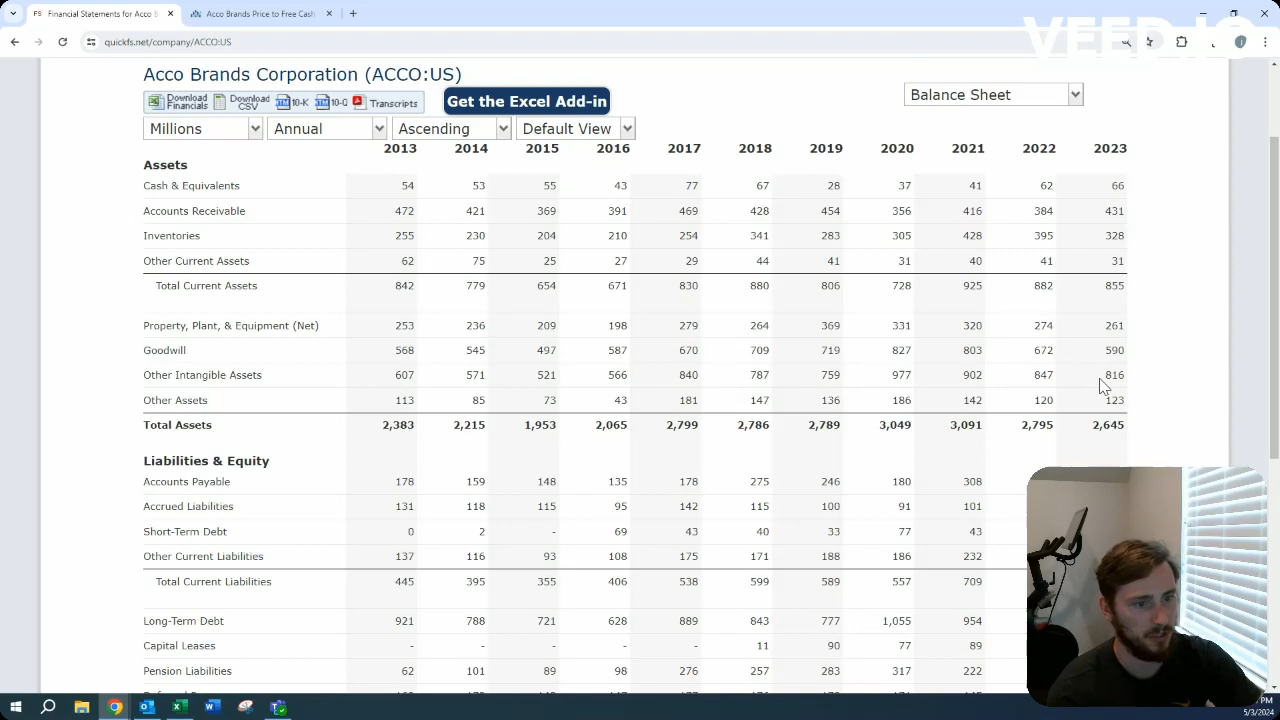 Financial Statements for Acco B
Acco Brands Price to Free Cash
quickfs.net/company/ACCO:US
VEED.IO
Acco Brands Corporation (ACCO:US)
Download Financials Download CSV 10-K 10-Q Transcripts Get the Excel Add-in Balance Sheet
Millions Annual Ascending Default View
2013 2014 2015 2016 2017 2018 2019 2020 2021 2022 2023
Assets
Cash & Equivalents 54 53 55 43 77 67 28 37 41 62 66
Accounts Receivable 472 421 369 391 469 428 454 356 416 384 431
Inventories 255 230 204 210 254 341 283 305 428 395 328
Other Current Assets 62 75 25 27 29 44 41 31 40 41 31
Total Current Assets 842 779 654 671 830 880 806 728 925 882 855
Property, Plant, & Equipment (Net) 253 236 209 198 279 264 369 331 320 274 261
Goodwill 568 545 497 587 670 709 719 827 803 672 590
Other Intangible Assets 607 571 521 566 840 787 759 977 902 847 816
Other Assets 113 85 73 43 181 147 136 186 142 120 123
Total Assets 2,383 2,215 1,953 2,065 2,799 2,786 2,789 3,049 3,091 2,795 2,645
Liabilities & Equity
Accounts Payable 178 159 148 135 178 275 246 180 308
Accrued Liabilities 131 118 115 95 142 115 100 91 101
Short-Term Debt 0 2 - 69 43 40 33 77 43
Other Current Liabilities 137 116 92 108 175 171 188 186 232
Total Current Liabilities 445 395 355 406 538 599 589 557 709
Long-Term Debt 921 788 721 628 889 843 777 1,055 954
Capital Leases - - - - - 11 90 77 89
Pension Liabilities 62 101 89 98 276 257 283 317 222
PM
5/3/2024